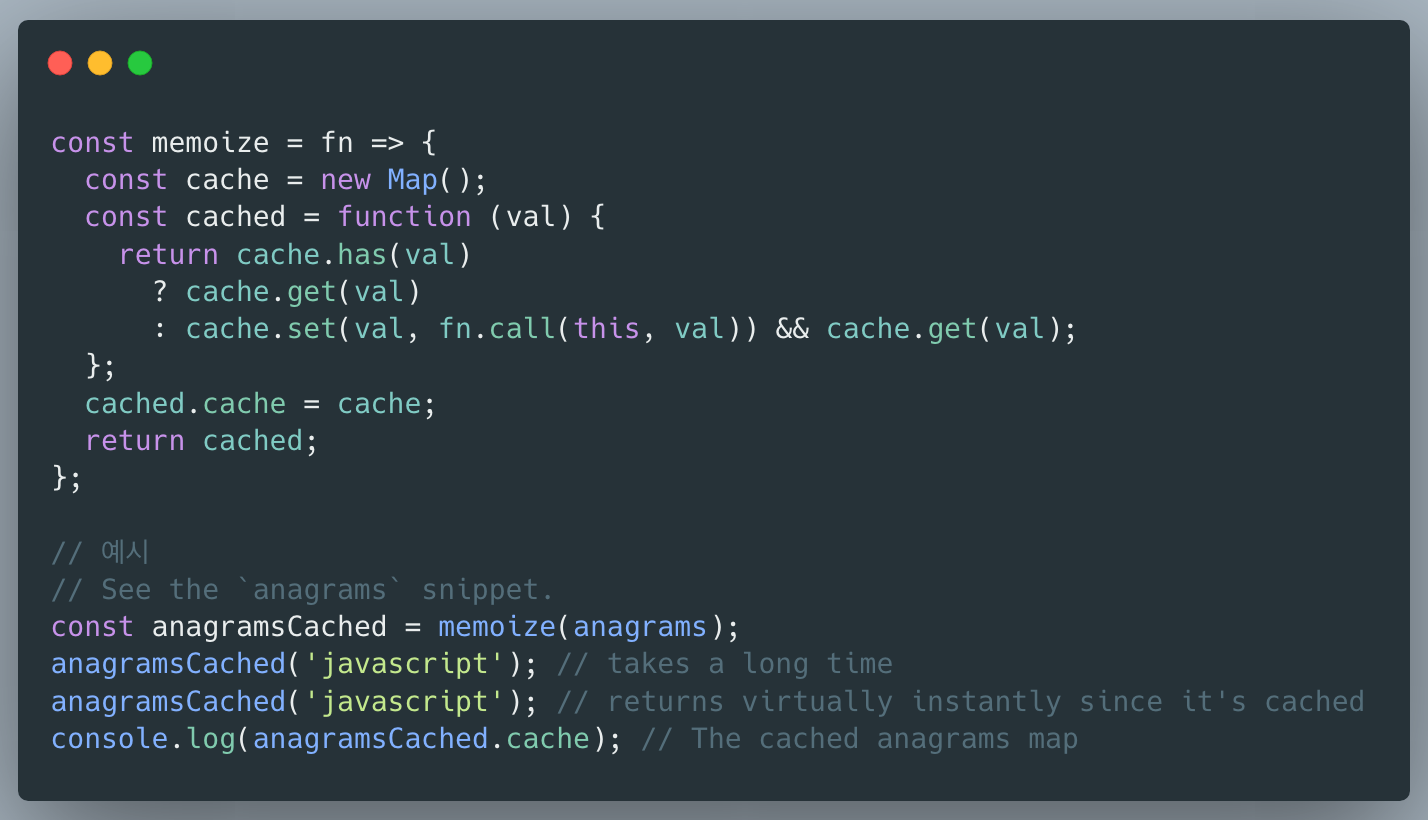 const memoize = fn => {
  const cache = new Map();
  const cached = function (val) {
    return cache.has(val)
      ? cache.get(val)
      : cache.set(val, fn.call(this, val)) && cache.get(val);
  };
  cached.cache = cache;
  return cached;
};

// 예시
// See the `anagrams` snippet.
const anagramsCached = memoize(anagrams);
anagramsCached('javascript'); // takes a long time
anagramsCached('javascript'); // returns virtually instantly since it's cached
console.log(anagramsCached.cache); // The cached anagrams map